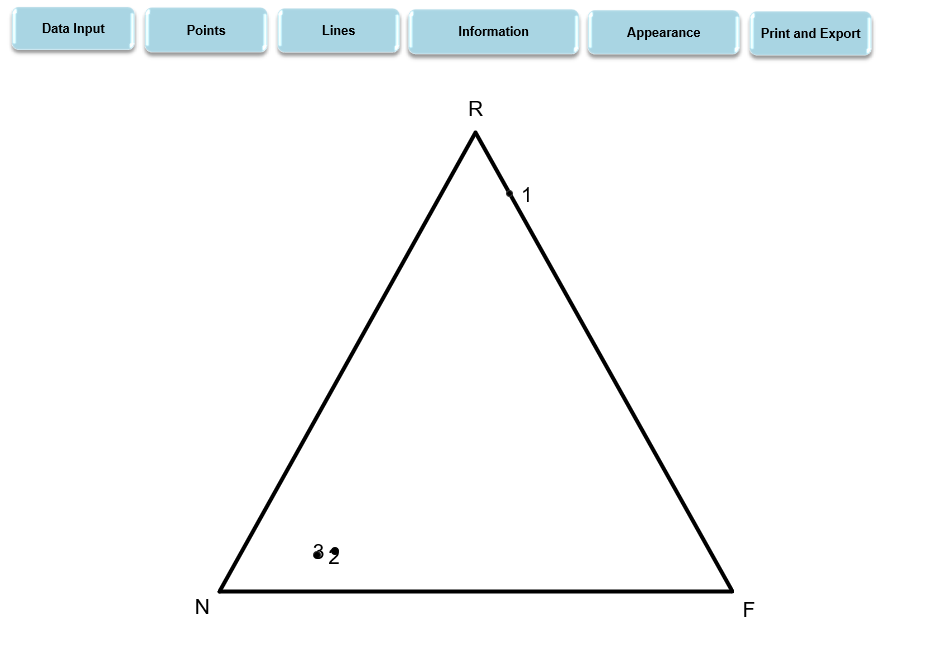 Data Input
Points
Lines
Information
Appearance
Print and Export
R
1
3
2
N
F